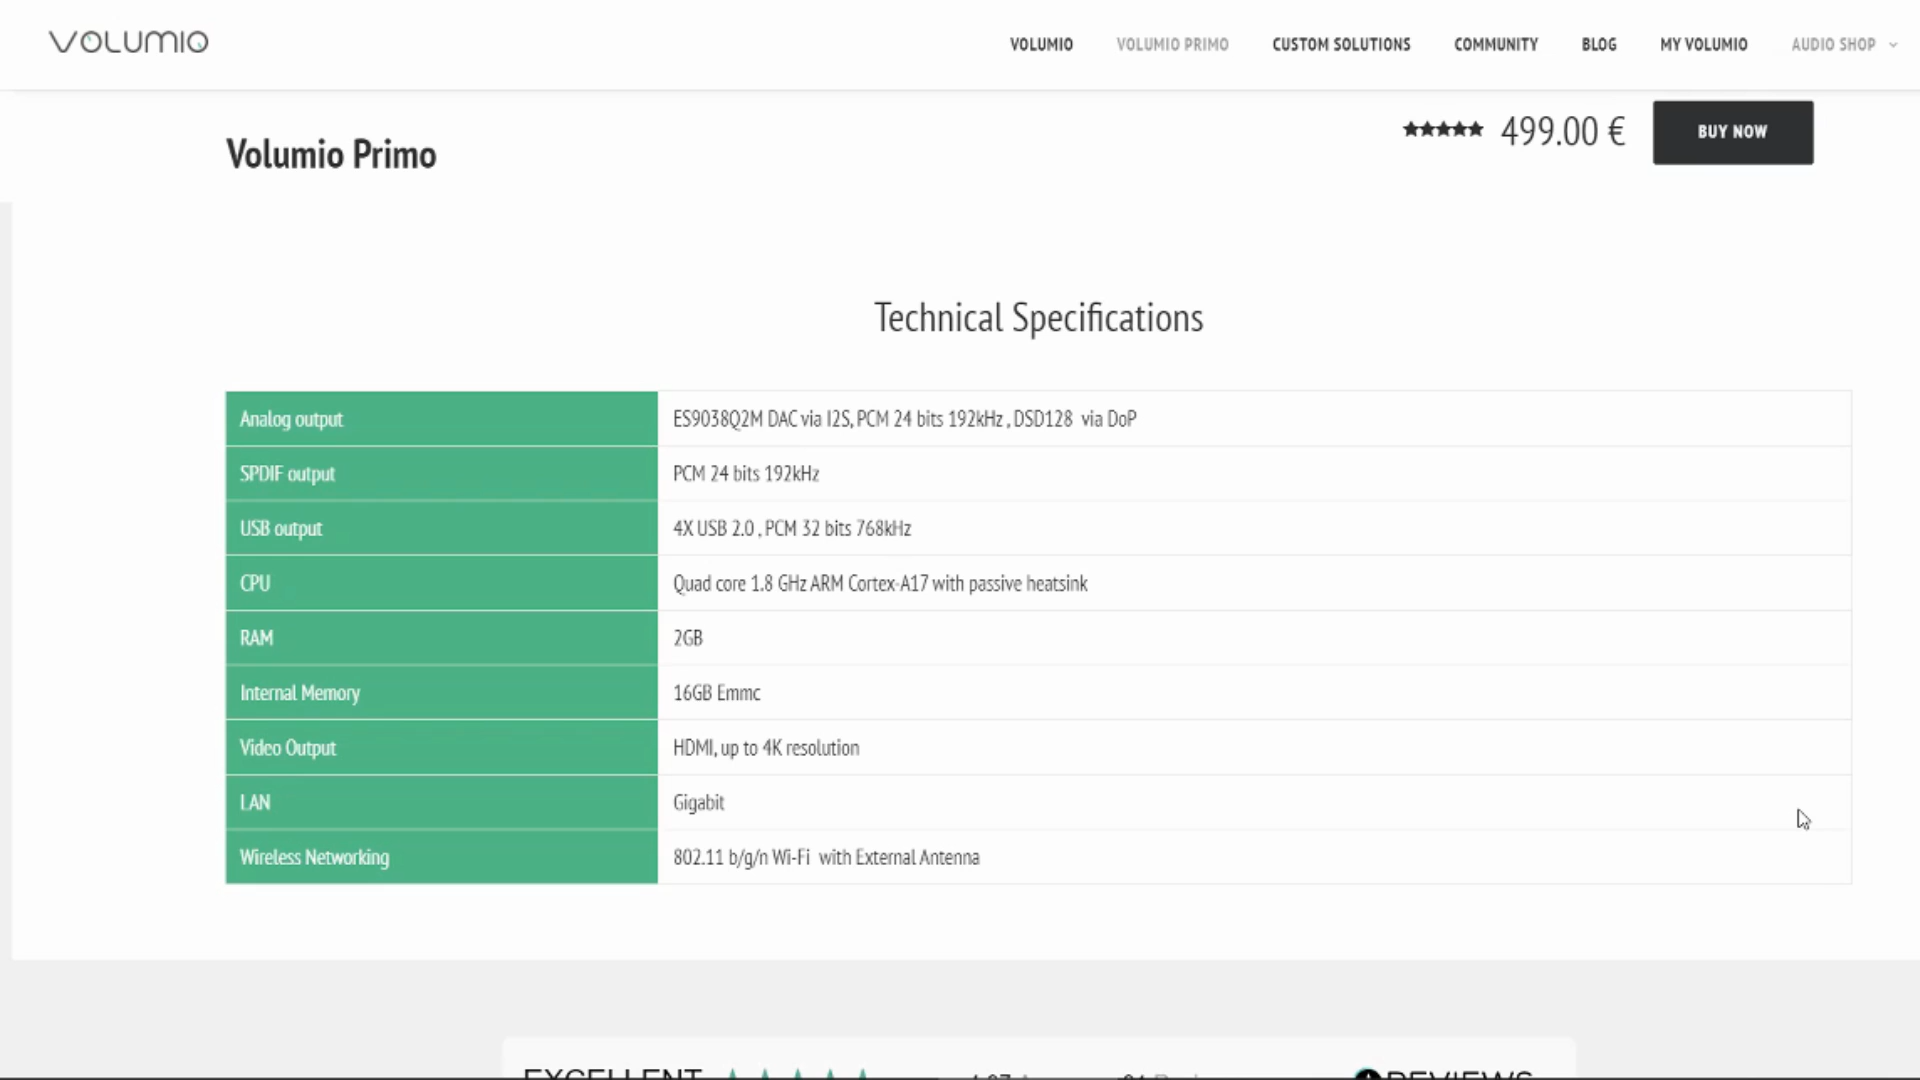 VOLUMIO
VOLUMIO VOLUMIO PRIMO CUSTOM SOLUTIONS COMMUNITY BLOG MY VOLUMIO AUDIO SHOP
Volumio Primo
499.00 € BUY NOW
Technical Specifications
Analog output ES9038Q2M DAC via I2S, PCM 24 bits 192kHz , DSD128 via DoP
SPDIF output PCM 24 bits 192kHz
USB output 4X USB 2.0 , PCM 32 bits 768kHz
CPU Quad core 1.8 GHz ARM Cortex-A17 with passive heatsink
RAM 2GB
Internal Memory 16GB Emmc
Video Output HDMI, up to 4K resolution
LAN Gigabit
Wireless Networking 802.11 b/g/n Wi-Fi with External Antenna
EXCELLENT REVIEWS